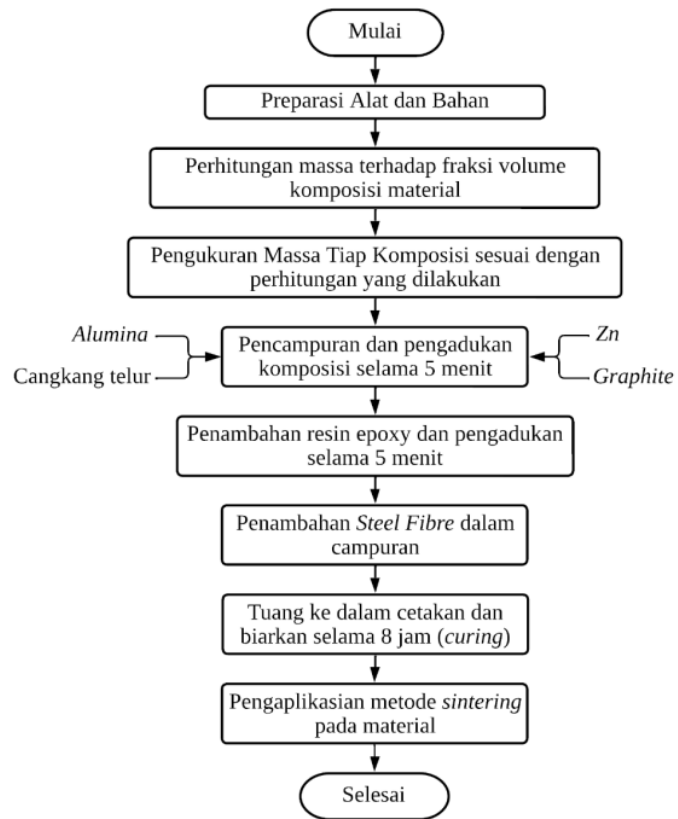 Mulai
Preparasi Alat dan Bahan
Perhitungan massa terhadap fraksi volume
komposisi material
Pengukuran Massa Tiap Komposisi sesuai dengan
perhitungan yang dilakukan
Alumina
Cangkang telur
Pencampuran dan pengadukan
komposisi selama 5 menit
Zn
Graphite
Penambahan resin epoxy dan pengadukan
selama 5 menit
Penambahan Steel Fibre dalam
campuran
Tuang ke dalam cetakan dan
biarkan selama 8 jam (curing)
Pengaplikasian metode sintering
pada material
Selesai